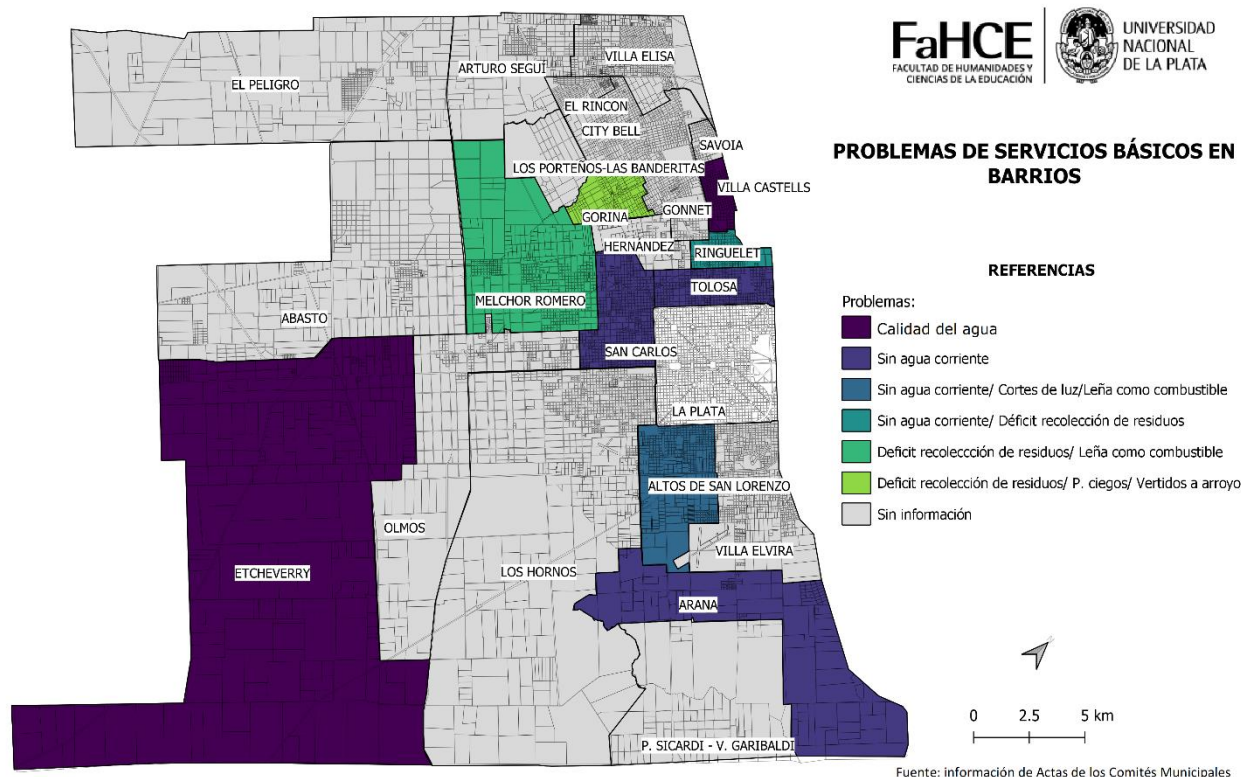 FaHCE
FACULTAD DE HUMANIDADES Y
CIENCIAS DE LA EDUCACIÓN
UNIVERSIDAD
NACIONAL
DE LA PLATA
PROBLEMAS DE SERVICIOS BÁSICOS EN
BARRIOS
VILLA ELISA
ARTURO SEGUÍ
EL PELIGRO
EL RINCON
CITY BELL
SAVOIA
LOS PORTEÑOS-LAS BANDERITAS
VILLA CASTELLS
GORINA
GONNET
HERNANDEZ
RINGUELET
TOLOSA
MELCHOR ROMERO
ABASTO
SAN CARLOS
LA PLATA
ALTOS DE SAN LORENZO
OLMOS
VILLA ELVIRA
ETCHEVERRY
LOS HORNOS
ARANA
P. SICARDI - V. GARIBALDI
REFERENCIAS
Problemas:
Calidad del agua
Sin agua corriente
Sin agua corriente/ Cortes de luz/Leña como combustible
Sin agua corriente/ Déficit recolección de residuos
Deficit recoleccción de residuos/ Leña como combustible
Deficit recolección de residuos/ P. ciegos/ Vertidos a arroyo
Sin información
0 2.5 5 km
Fuente: información de Actas de los Comités Municipales